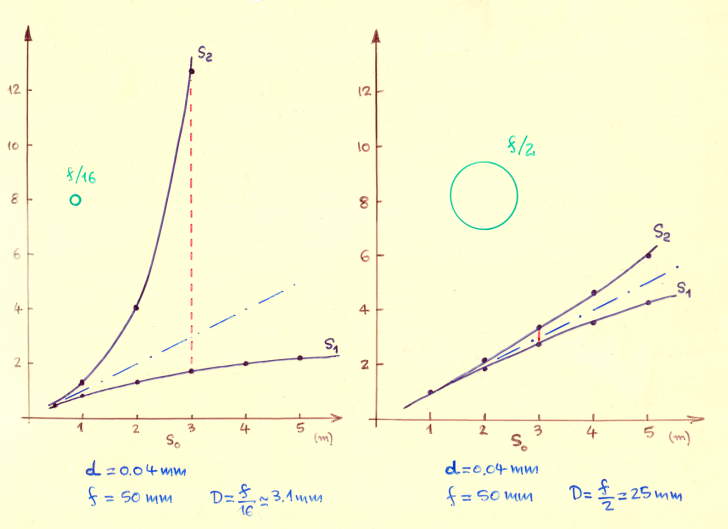 S2
12
10
f/16
8
6
4
2
S1
1 2 3 4 5 (m)
So
d = 0.04 mm
f = 50 mm D = f/16 ≃ 3.1 mm
12
10
f/2
8
6
S2
4
S1
2
1 2 3 4 5 (m)
So
d = 0.04 mm
f = 50 mm D = f/2 = 25 mm